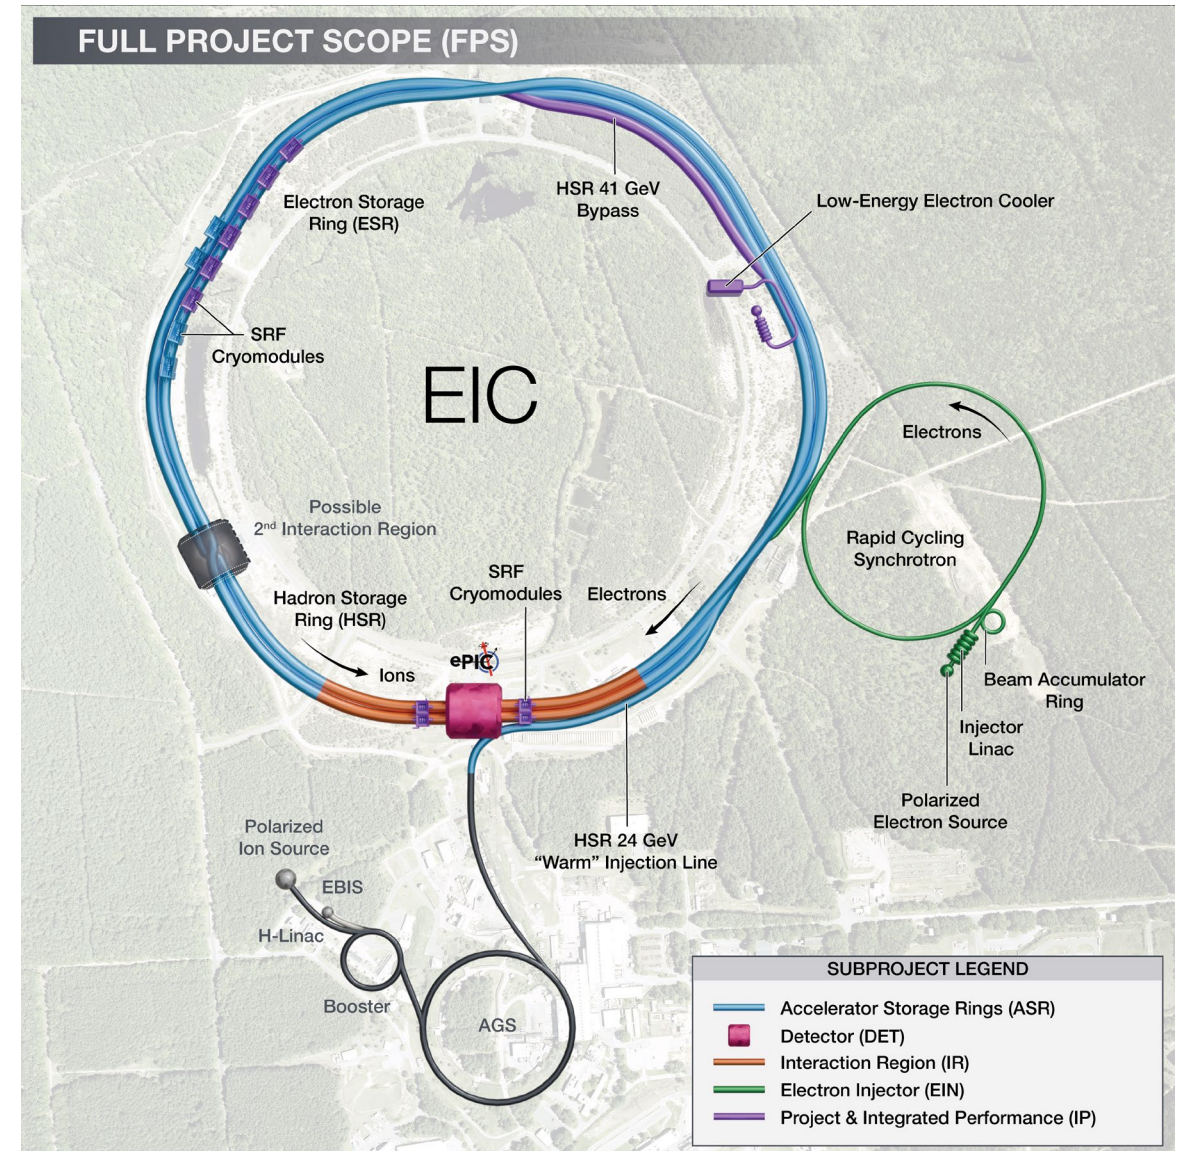 FULL PROJECT SCOPE (FPS)
Electron Storage
Ring (ESR)
HSR 41 GeV
Bypass
Low-Energy Electron Cooler
SRF
Cryomodules
EIC
Electrons
Possible
2nd Interaction Region
Rapid Cycling
Synchrotron
SRF
Cryomodules
Electrons
Hadron Storage
Ring (HSR)
Ions
ePIC
Beam Accumulator
Ring
Injector
Linac
Polarized
Electron Source
HSR 24 GeV
“Warm” Injection Line
Polarized
Ion Source
EBIS
H-Linac
Booster
AGS
SUBPROJECT LEGEND
Accelerator Storage Rings (ASR)
Detector (DET)
Interaction Region (IR)
Electron Injector (EIN)
Project & Integrated Performance (IP)